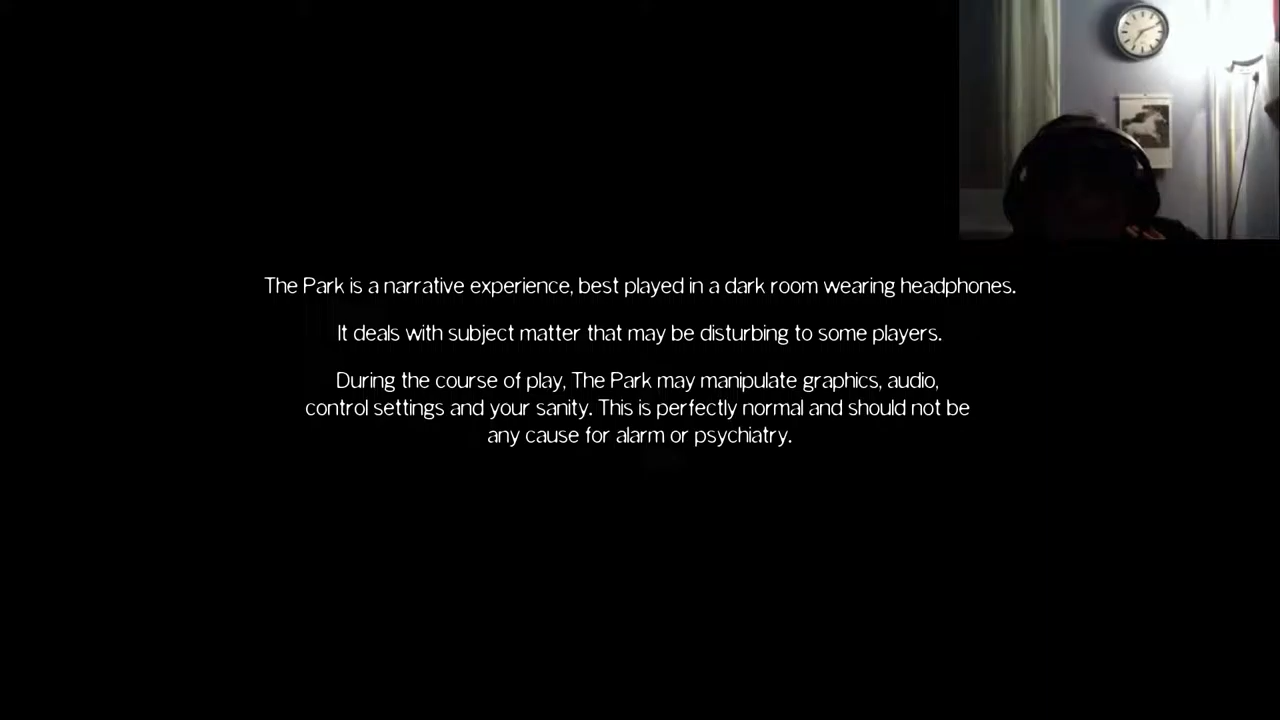 The Park is a narrative experience, best played in a dark room wearing headphones.
It deals with subject matter that may be disturbing to some players.
During the course of play, The Park may manipulate graphics, audio,
control settings and your sanity. This is perfectly normal and should not be
any cause for alarm or psychiatry.